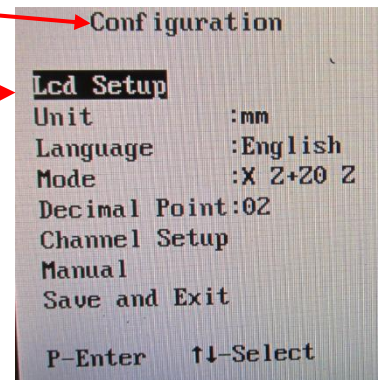 Configuration
Lcd Setup
Unit :mm
Language :English
Mode :X Z+Z0 Z
Decimal Point:02
Channel Setup
Manual
Save and Exit
P-Enter ↑↓-Select